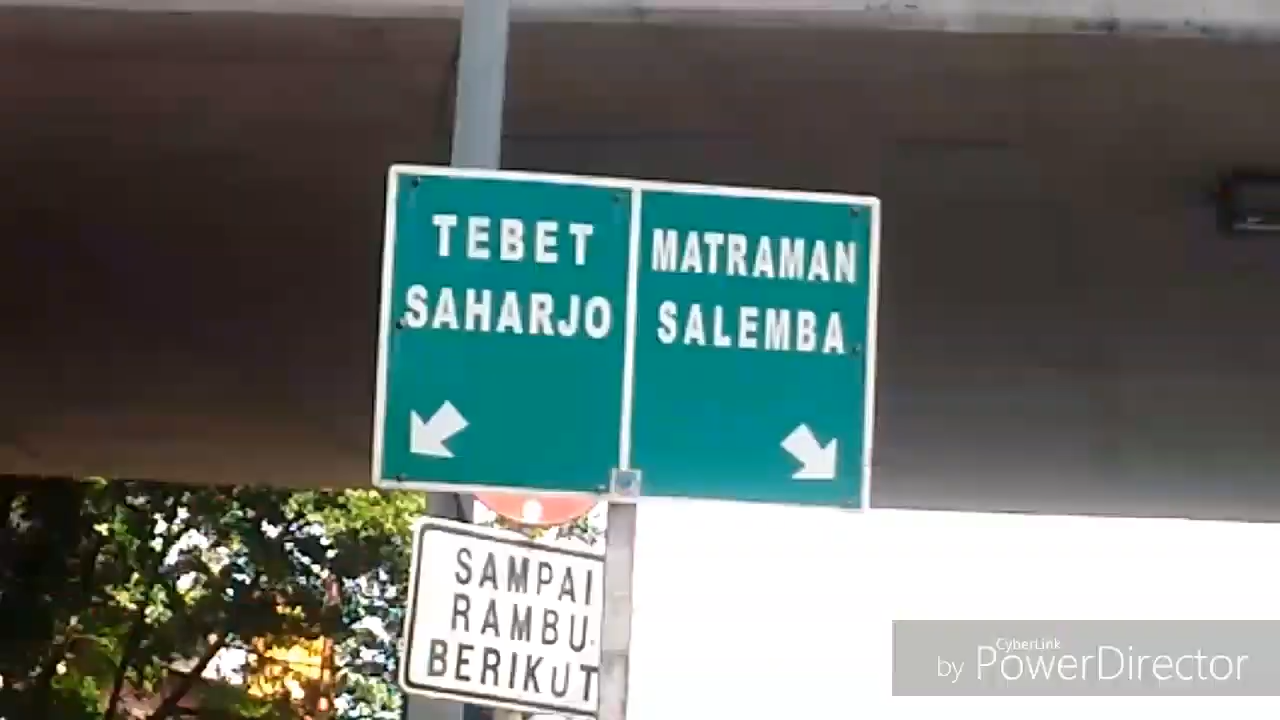 TEBET
SAHARJO
MATRAMAN
SALEMBA
SAMPAI
RAMBU
BERIKUT
CyberLink
by PowerDirector